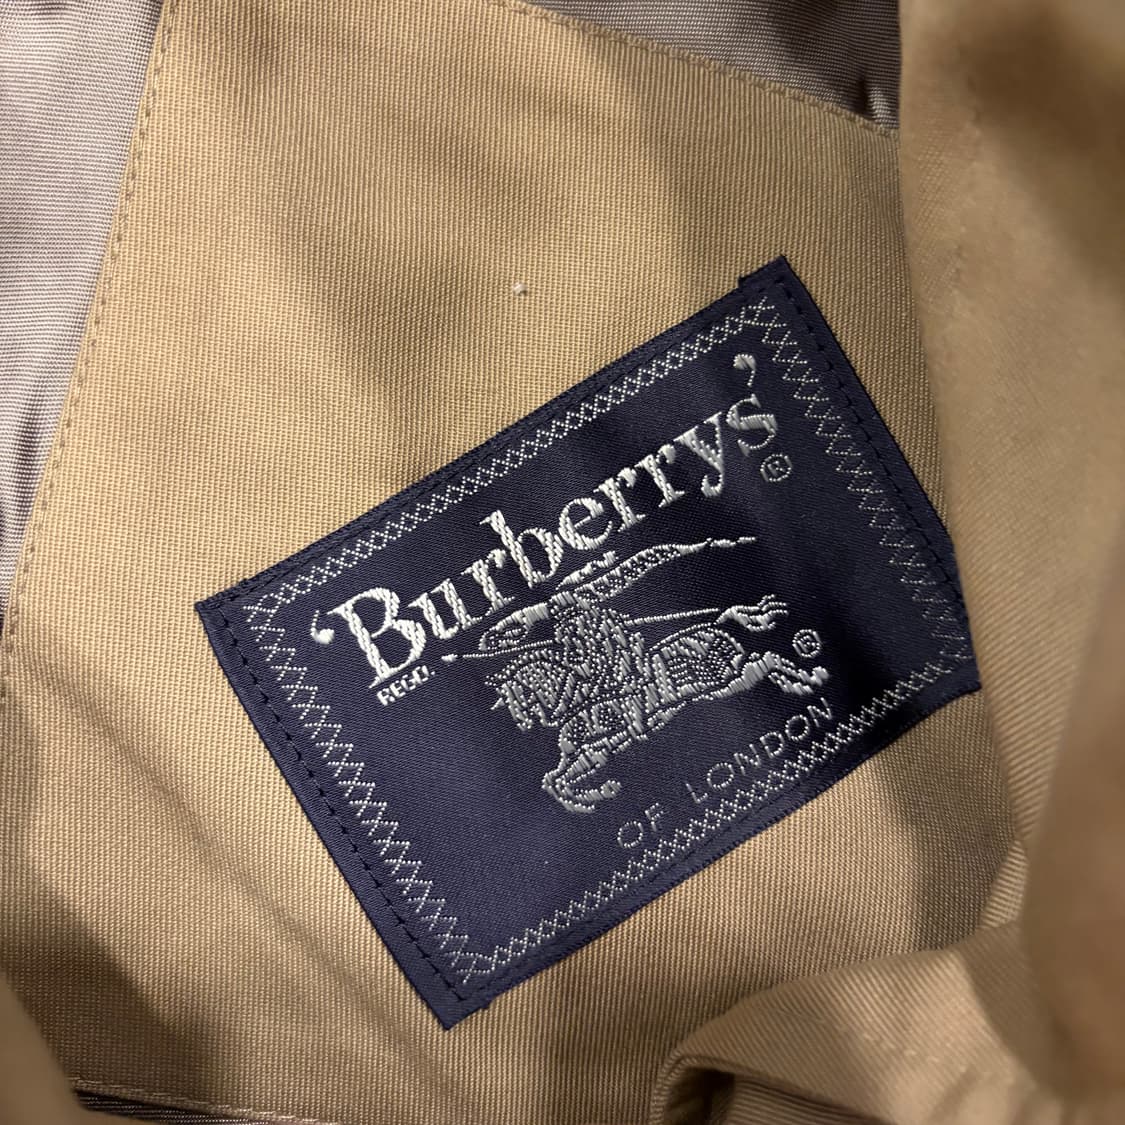 'Burberrys'®
REGD.
®
OF LONDON